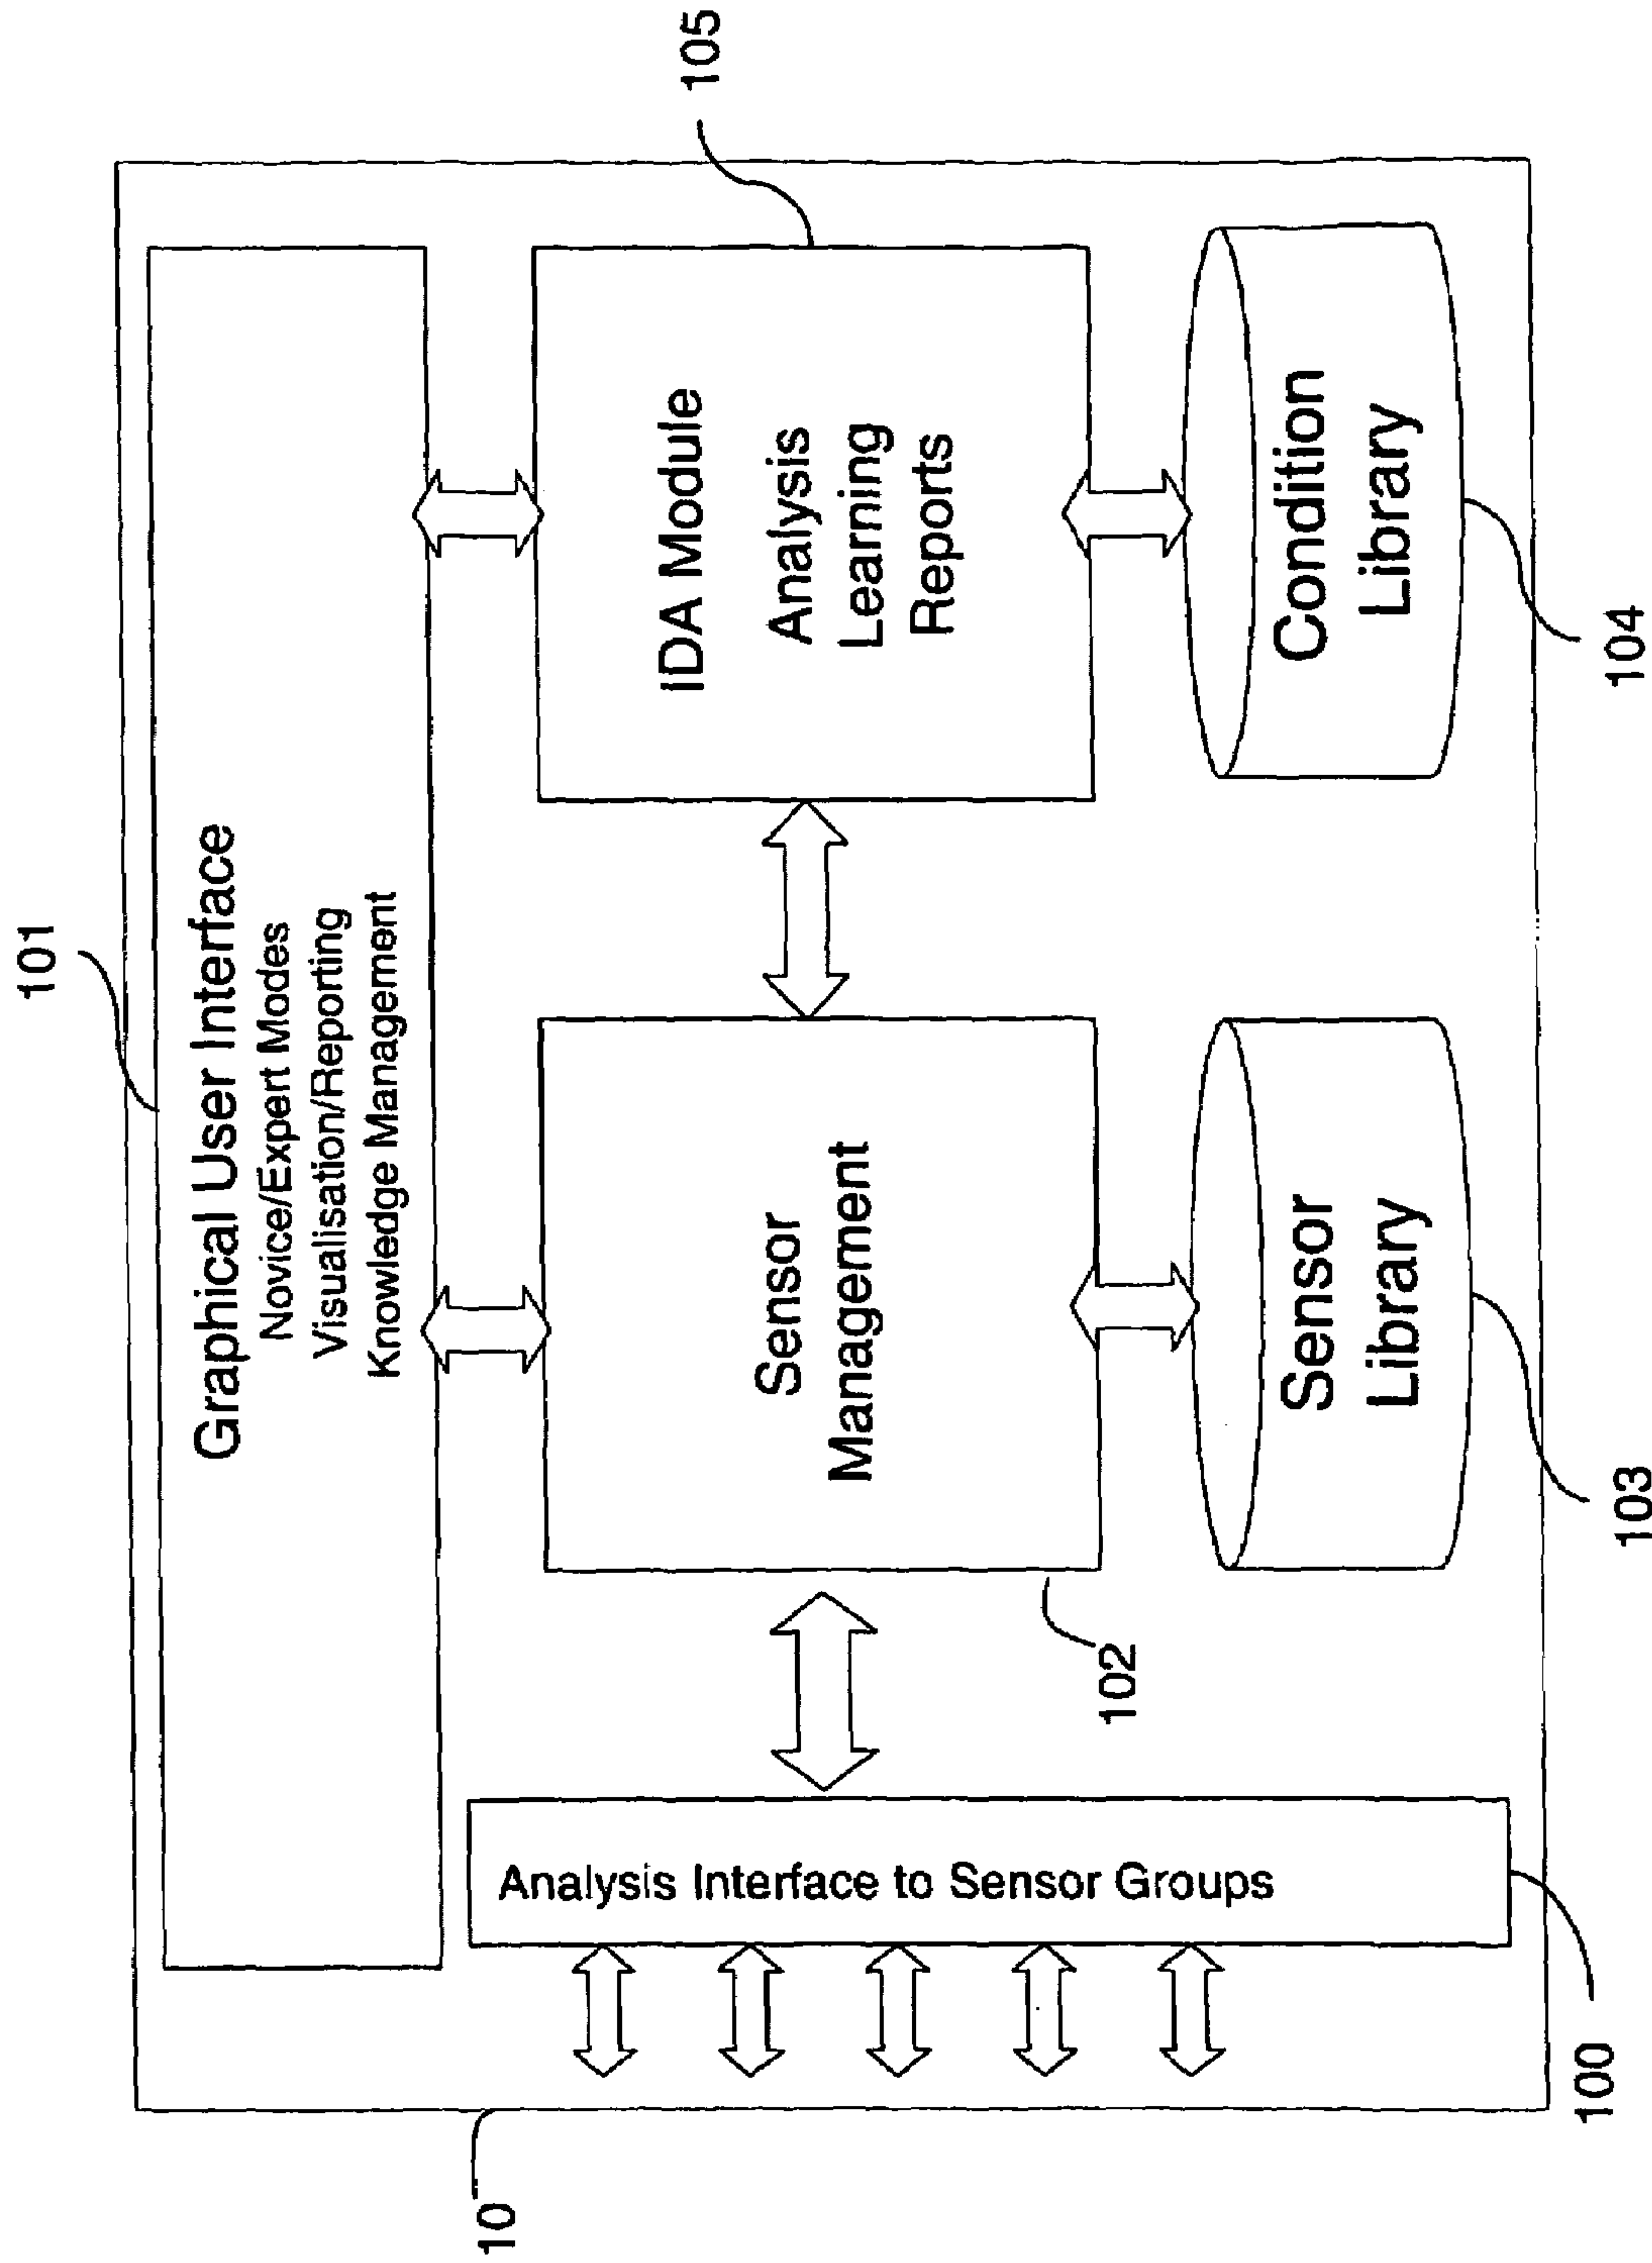 101
Graphical User Interface
Novice/Expert Modes
Visualisation/Reporting
Knowledge Management
10
Analysis Interface to Sensor Groups
100
Sensor
Management
102
IDA Module
Analysis
Learning
Reports
105
Sensor
Library
103
Condition
Library
104